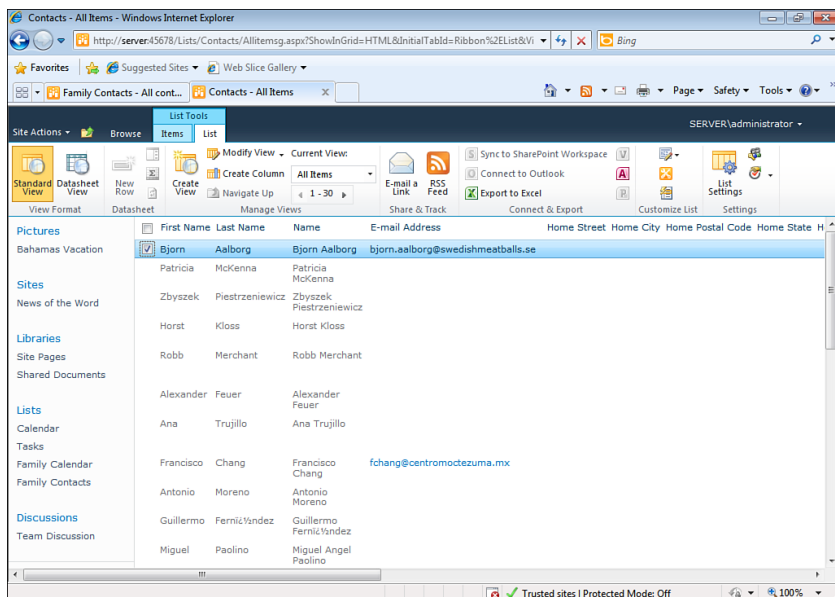 Contacts - All Items - Windows Internet Explorer
http://server:45678/Lists/Contacts/Allitemsg.aspx?ShowInGrid=HTML&InitialTabId=Ribbon%2EList&Vi
Bing
Favorites Suggested Sites Web Slice Gallery
Family Contacts - All cont... Contacts - All Items X
Page Safety Tools
List Tools
SERVER\administrator
Site Actions Browse Items List
Standard View
Datasheet View
View Format
New Row
Datasheet
Create View
Modify View
Create Column
Navigate Up
Current View:
All Items
1 - 30
Manage Views
E-mail a Link
RSS Feed
Share & Track
Sync to SharePoint Workspace
Connect to Outlook
Export to Excel
Connect & Export
Customize List
List Settings
Settings
Pictures
Bahamas Vacation
Sites
News of the Word
Libraries
Site Pages
Shared Documents
Lists
Calendar
Tasks
Family Calendar
Family Contacts
Discussions
Team Discussion
First Name Last Name Name E-mail Address Home Street Home City Home Postal Code Home State
Bjorn Aalborg Bjorn Aalborg bjorn.aalborg@swedishmeatballs.se
Patricia McKenna Patricia McKenna
Zbyszek Piestrzeniewicz Zbyszek Piestrzeniewicz
Horst Kloss Horst Kloss
Robb Merchant Robb Merchant
Alexander Feuer Alexander Feuer
Ana Trujillo Ana Trujillo
Francisco Chang Francisco Chang fchang@centromoctezuma.mx
Antonio Moreno Antonio Moreno
Guillermo Fernï¿½ndez Guillermo Fernï¿½ndez
Miguel Paolino Miguel Angel Paolino
Trusted sites | Protected Mode: Off 100%